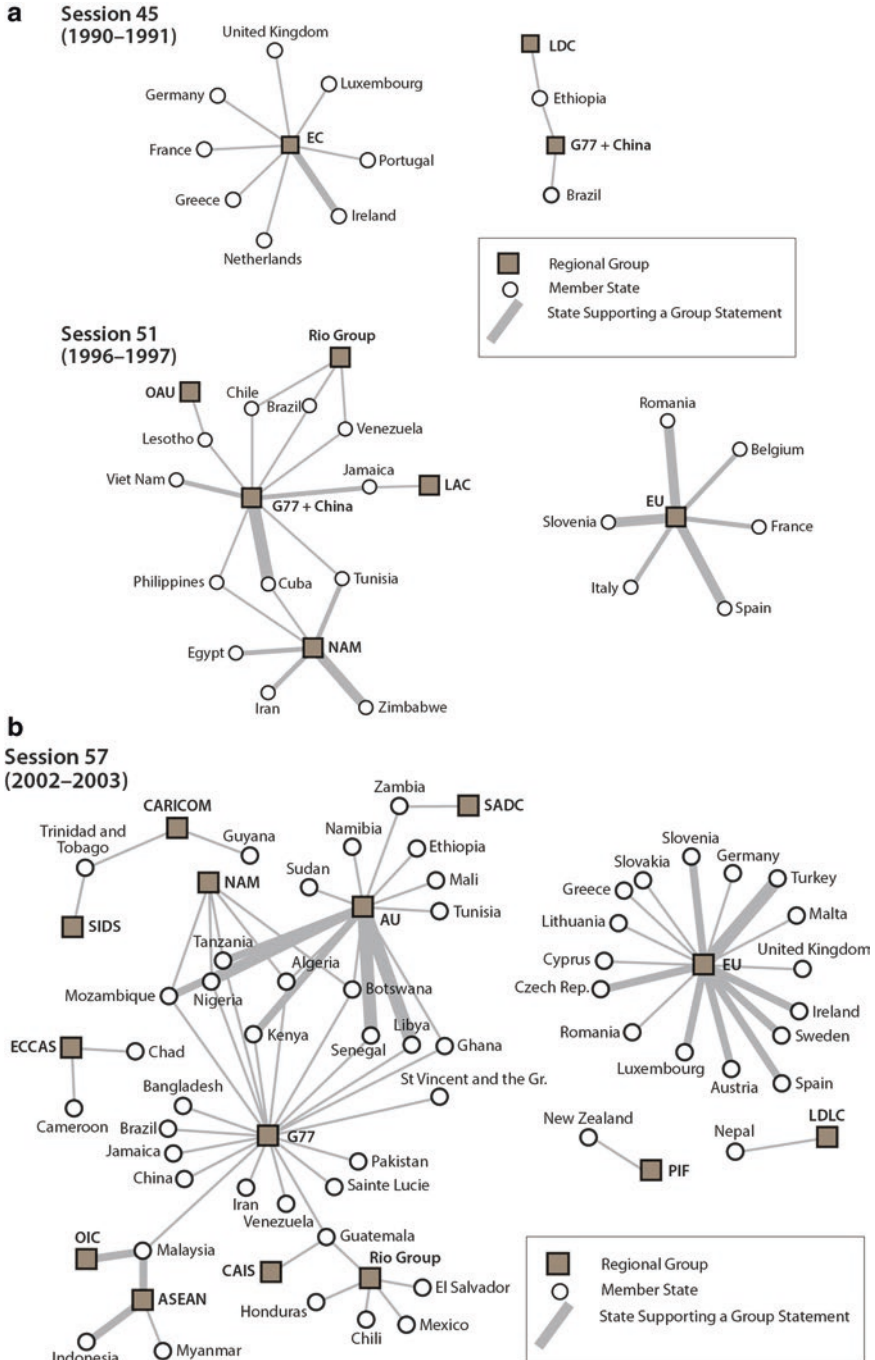 a
Session 45
(1990–1991)
United Kingdom
Luxembourg
Germany
EC
France
Portugal
Greece
Ireland
Netherlands
LDC
Ethiopia
G77 + China
Brazil
Regional Group
Member State
State Supporting a Group Statement
Session 51
(1996–1997)
Rio Group
OAU
Chile
Brazil
Lesotho
Venezuela
Viet Nam
Jamaica
LAC
G77 + China
Philippines
Cuba
Tunisia
Egypt
NAM
Iran
Zimbabwe
Romania
Belgium
EU
Slovenia
France
Italy
Spain
b
Session 57
(2002–2003)
CARICOM
Trinidad and
Tobago
Guyana
SIDS
NAM
Zambia
SADC
Namibia
Ethiopia
Sudan
Mali
AU
Tunisia
Tanzania
Algeria
Mozambique
Nigeria
Botswana
Kenya
Senegal
Libya
Ghana
St Vincent and the Gr.
ECCAS
Chad
Cameroon
Bangladesh
Brazil
G77
Jamaica
China
Pakistan
Iran
Sainte Lucie
Venezuela
OIC
Malaysia
Guatemala
CAIS
Rio Group
ASEAN
El Salvador
Honduras
Chili
Mexico
Indonesia
Myanmar
Slovenia
Slovakia
Germany
Greece
Turkey
Lithuania
Malta
Cyprus
EU
United Kingdom
Czech Rep.
Ireland
Romania
Sweden
Luxembourg
Austria
Spain
New Zealand
PIF
Nepal
LDLC
Regional Group
Member State
State Supporting a Group Statement